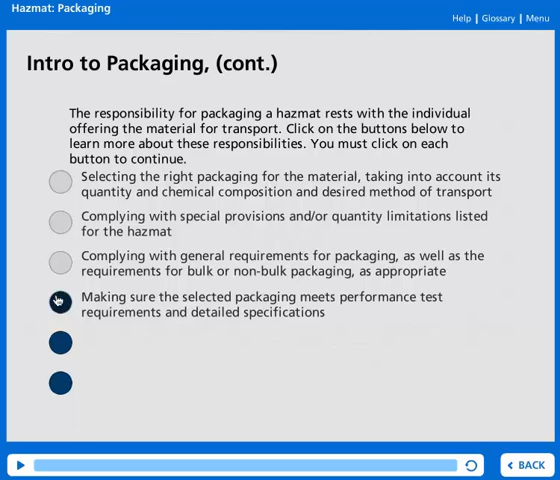 Hazmat: Packaging
Help | Glossary | Menu
Intro to Packaging, (cont.)
The responsibility for packaging a hazmat rests with the individual
offering the material for transport. Click on the buttons below to
learn more about these responsibilities. You must click on each
button to continue.
Selecting the right packaging for the material, taking into account its
quantity and chemical composition and desired method of transport
Complying with special provisions and/or quantity limitations listed
for the hazmat
Complying with general requirements for packaging, as well as the
requirements for bulk or non-bulk packaging, as appropriate
Making sure the selected packaging meets performance test
requirements and detailed specifications
BACK